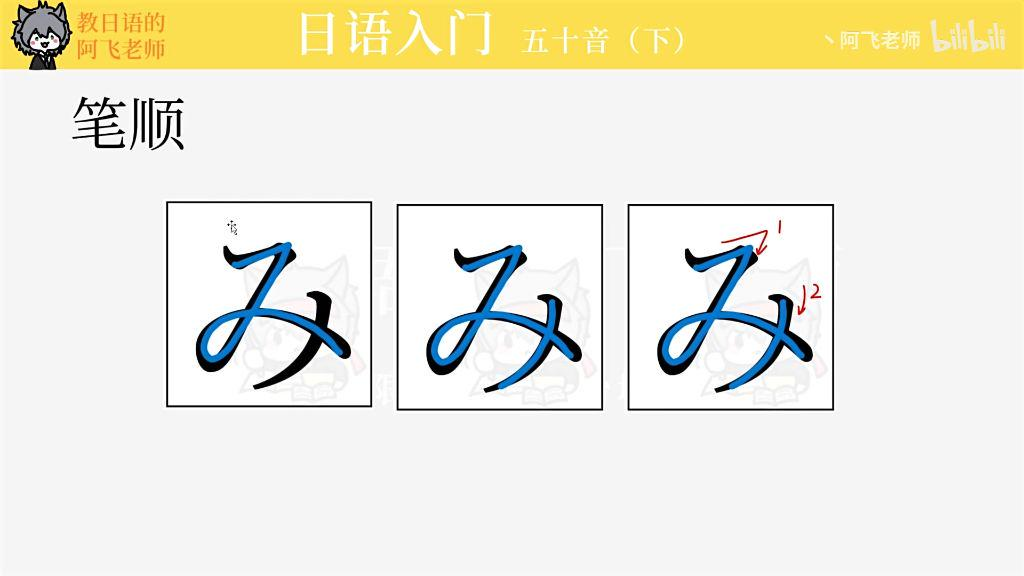 教日语的
阿飞老师
日语入门 五十音（下）
丶阿飞老师 bilibili
笔顺
み み み
1
2